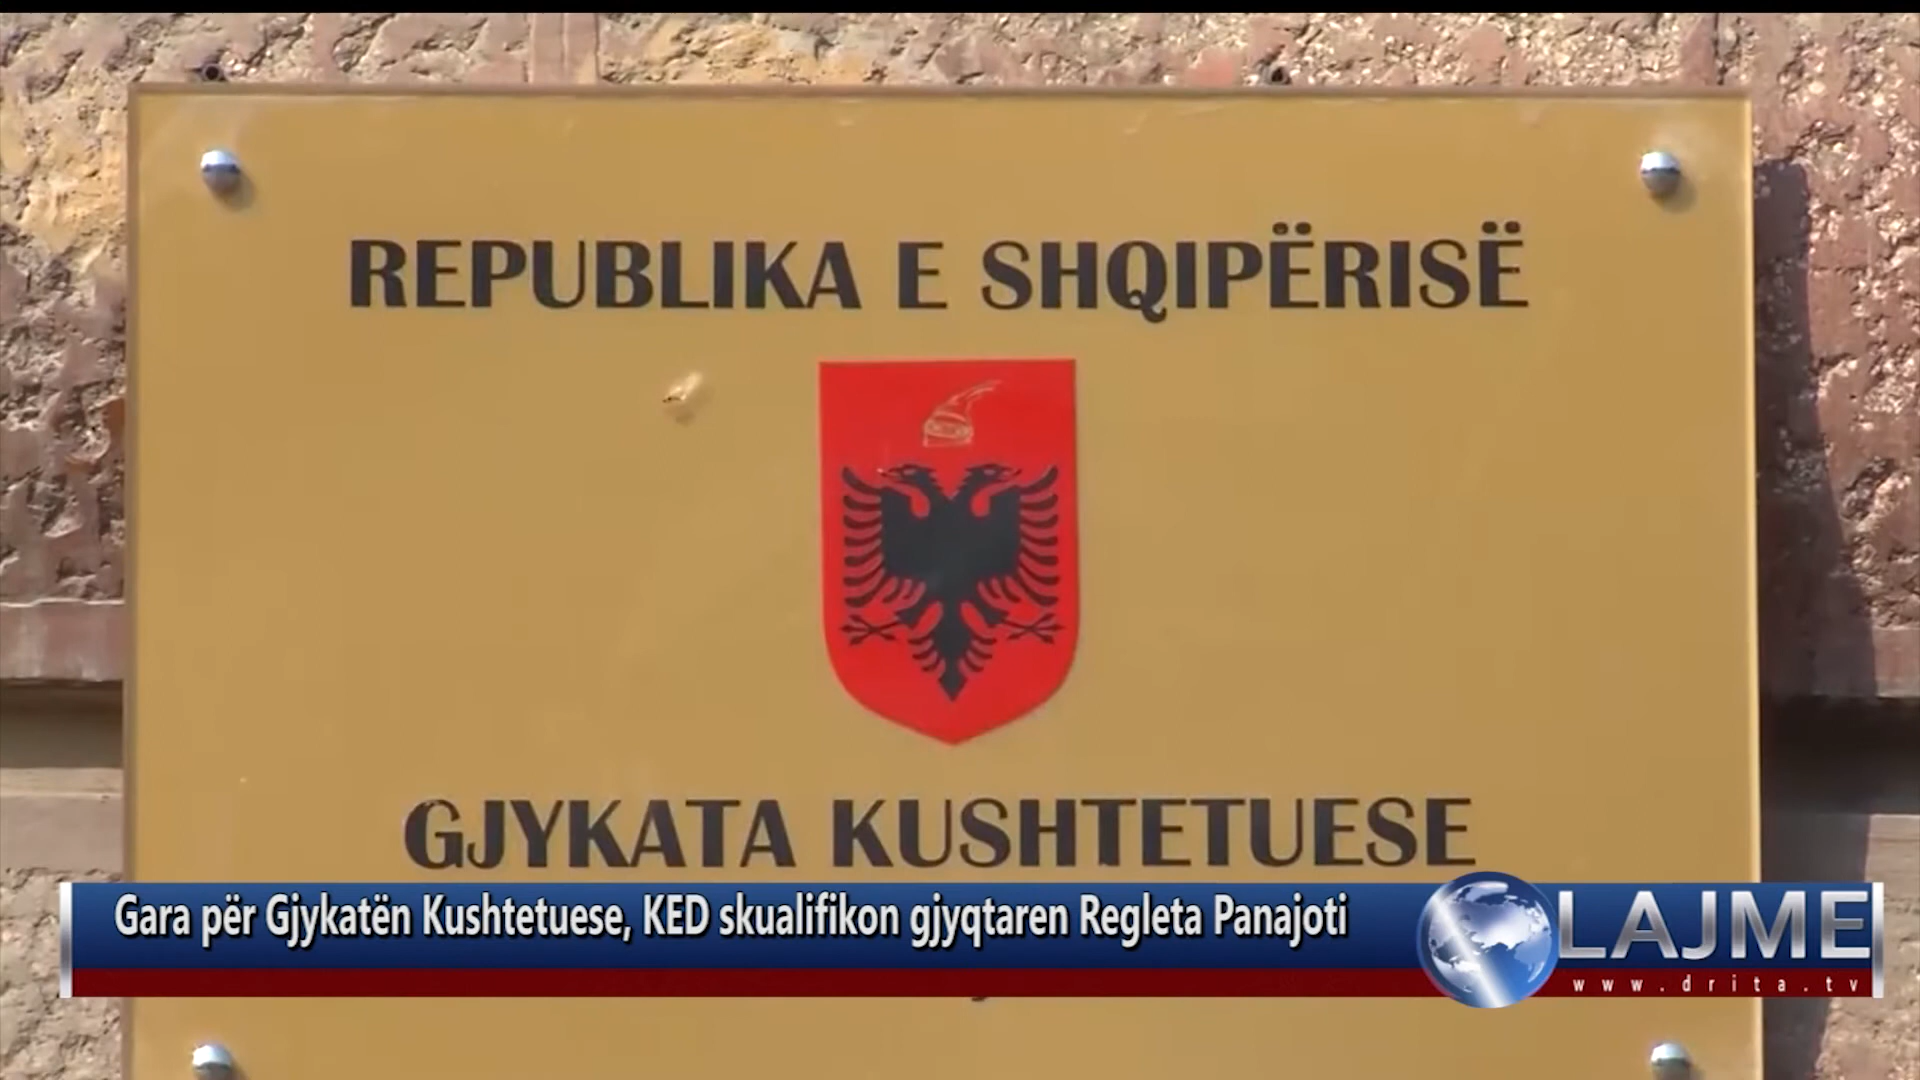 REPUBLIKA E SHQIPËRISË
GJYKATA KUSHTETUESE
Gara për Gjykatën Kushtetuese, KED skualifikon gjyqtaren Regleta Panajoti
LAJME
www.drita.tv